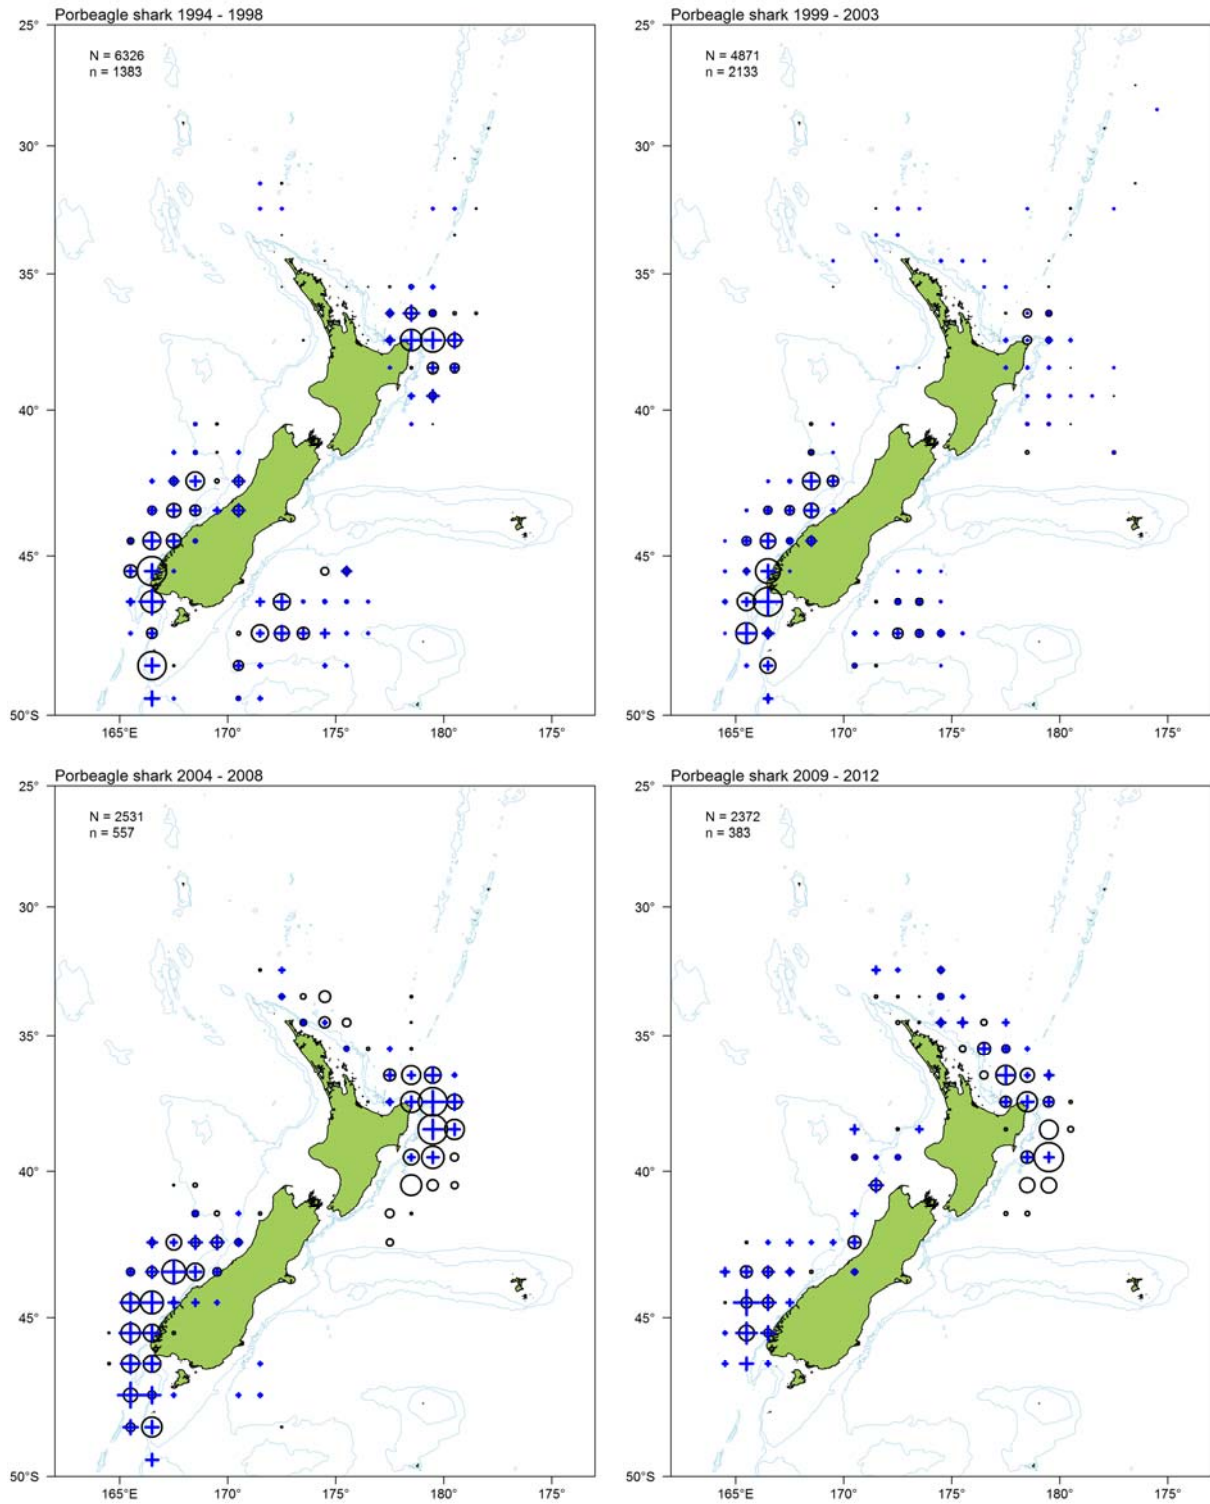 Porbeagle shark 1994 - 1998
25°
N = 6326
n = 1383
30°
35°
40°
45°
50°S
165°E 170° 175° 180° 175°
Porbeagle shark 1999 - 2003
25°
N = 4871
n = 2133
30°
35°
40°
45°
50°S
165°E 170° 175° 180° 175°
Porbeagle shark 2004 - 2008
25°
N = 2531
n = 557
30°
35°
40°
45°
50°S
165°E 170° 175° 180° 175°
Porbeagle shark 2009 - 2012
25°
N = 2372
n = 383
30°
35°
40°
45°
50°S
165°E 170° 175° 180° 175°